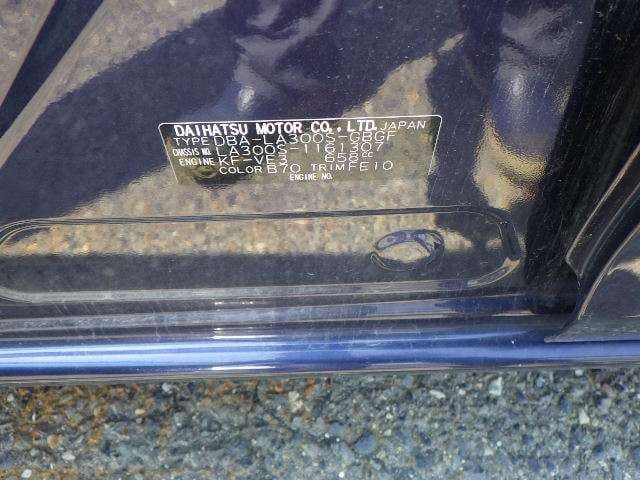 DAIHATSU MOTOR CO., LTD. JAPAN
TYPE DBA-LA300S-GBGF
CHASSIS NO. LA300S-1161307
ENGINE KF-VE3 658cc
COLOR B70 TRIM FE10
ENGINE NO.